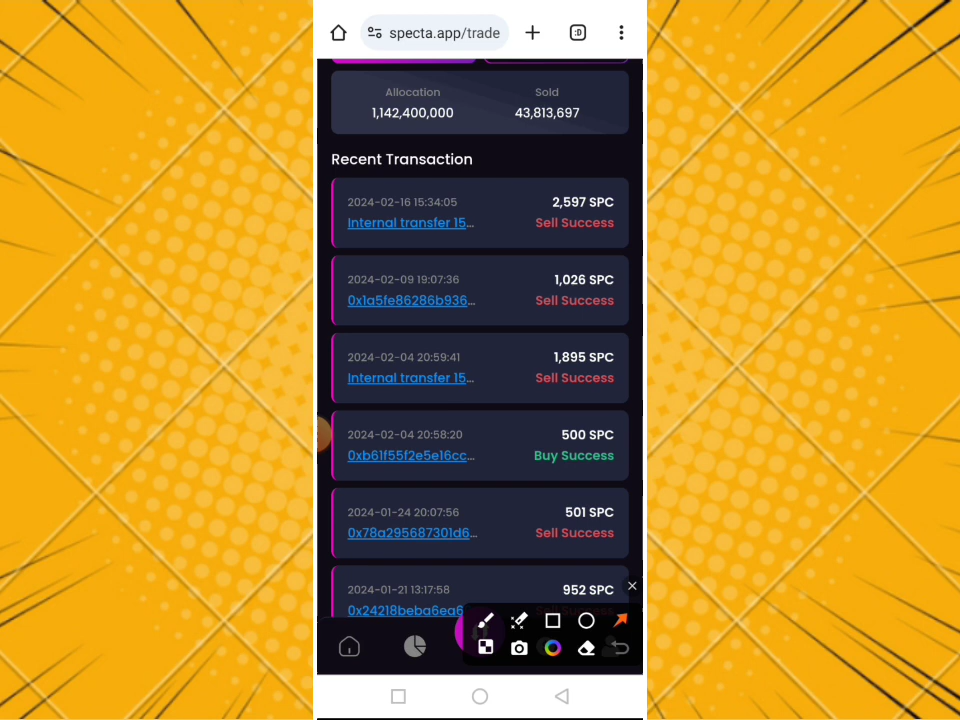 specta.app/trade
:D
Allocation Sold
1,142,400,000 43,813,697
Recent Transaction
2024-02-16 15:34:05 2,597 SPC
Internal transfer 15... Sell Success
2024-02-09 19:07:36 1,026 SPC
0x1a5fe86286b936... Sell Success
2024-02-04 20:59:41 1,895 SPC
Internal transfer 15... Sell Success
2024-02-04 20:58:20 500 SPC
0xb61f55f2e5e16cc... Buy Success
2024-01-24 20:07:56 501 SPC
0x78a295687301d6... Sell Success
2024-01-21 13:17:58 952 SPC
0x24218beba6ea6